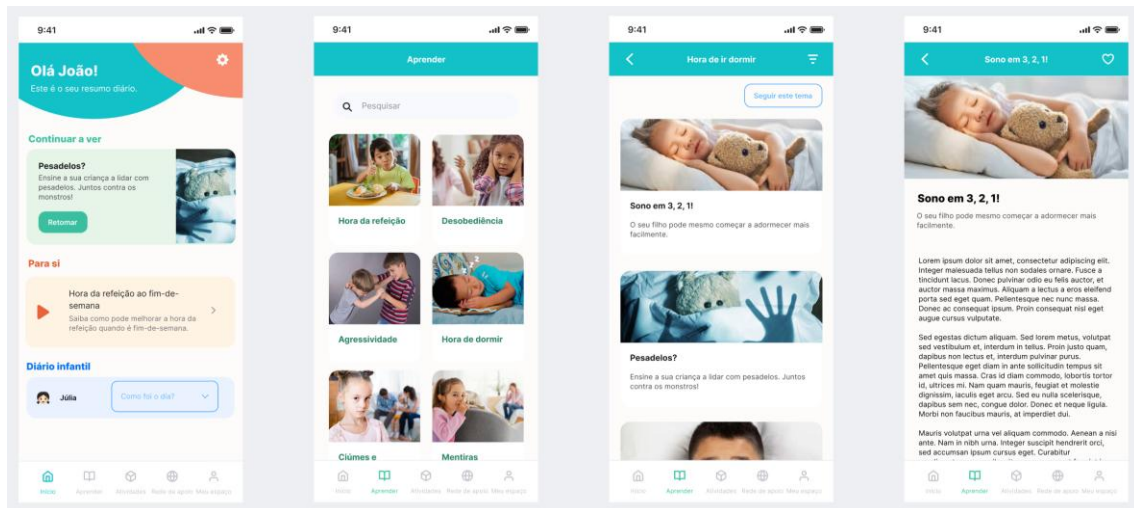 9:41
Olá João!
Este é o seu resumo diário.
Continuar a ver
Pesadelos?
Ensine a sua criança a lidar com
pesadelos. Juntos contra os
monstros!
Retomar
Para si
Hora da refeição ao fim-de-
semana
Saiba como pode melhorar a hora da
refeição quando é fim-de-semana.
Diário infantil
Júlia
Como foi o dia?
Início
Aprender
Atividades
Rede de apoio
Meu espaço
9:41
Aprender
Pesquisar
Hora da refeição
Desobediência
z z z
Agressividade
Hora de dormir
Ciúmes e
Mentiras
Início
Aprender
Atividades
Rede de apoio
Meu espaço
9:41
Hora de ir dormir
Seguir este tema
Sono em 3, 2, 1!
O seu filho pode mesmo começar a adormecer mais
facilmente.
Pesadelos?
Ensine a sua criança a lidar com pesadelos. Juntos
contra os monstros!
Início
Aprender
Atividades
Rede de apoio
Meu espaço
9:41
Sono em 3, 2, 1!
Sono em 3, 2, 1!
O seu filho pode mesmo começar a adormecer mais
facilmente.
Lorem ipsum dolor sit amet, consectetur adipiscing elit.
Integer malesuada tellus non sodales ornare. Fusce a
tincidunt lacus. Donec pulvinar odio eu felis auctor, et
auctor massa maximus. Aliquam a lectus a eros eleifend
porta sed eget quam. Pellentesque nec nunc massa.
Donec ac consequat ipsum. Proin consequat nisl eget
augue cursus vulputate.
Sed egestas dictum aliquam. Sed lorem metus, volutpat
sed vestibulum et, interdum in tellus. Proin justo quam,
dapibus non lectus et, interdum pulvinar purus.
Pellentesque eget diam in ante sollicitudin tempus sit
amet quis massa. Cras id diam commodo, lobortis tortor
id, ultrices mi. Nam quam mauris, feugiat et molestie
dignissim, iaculis eget arcu. Sed eu nulla scelerisque,
dapibus sem nec, congue dolor. Donec et neque ligula.
Morbi non faucibus mauris, at imperdiet dui.
Mauris volutpat urna vel aliquam commodo. Aenean a nisi
ante. Nam in nibh urna. Integer suscipit hendrerit orci,
sed accumsan ipsum cursus eget. Curabitur
Início
Aprender
Atividades
Rede de apoio
Meu espaço